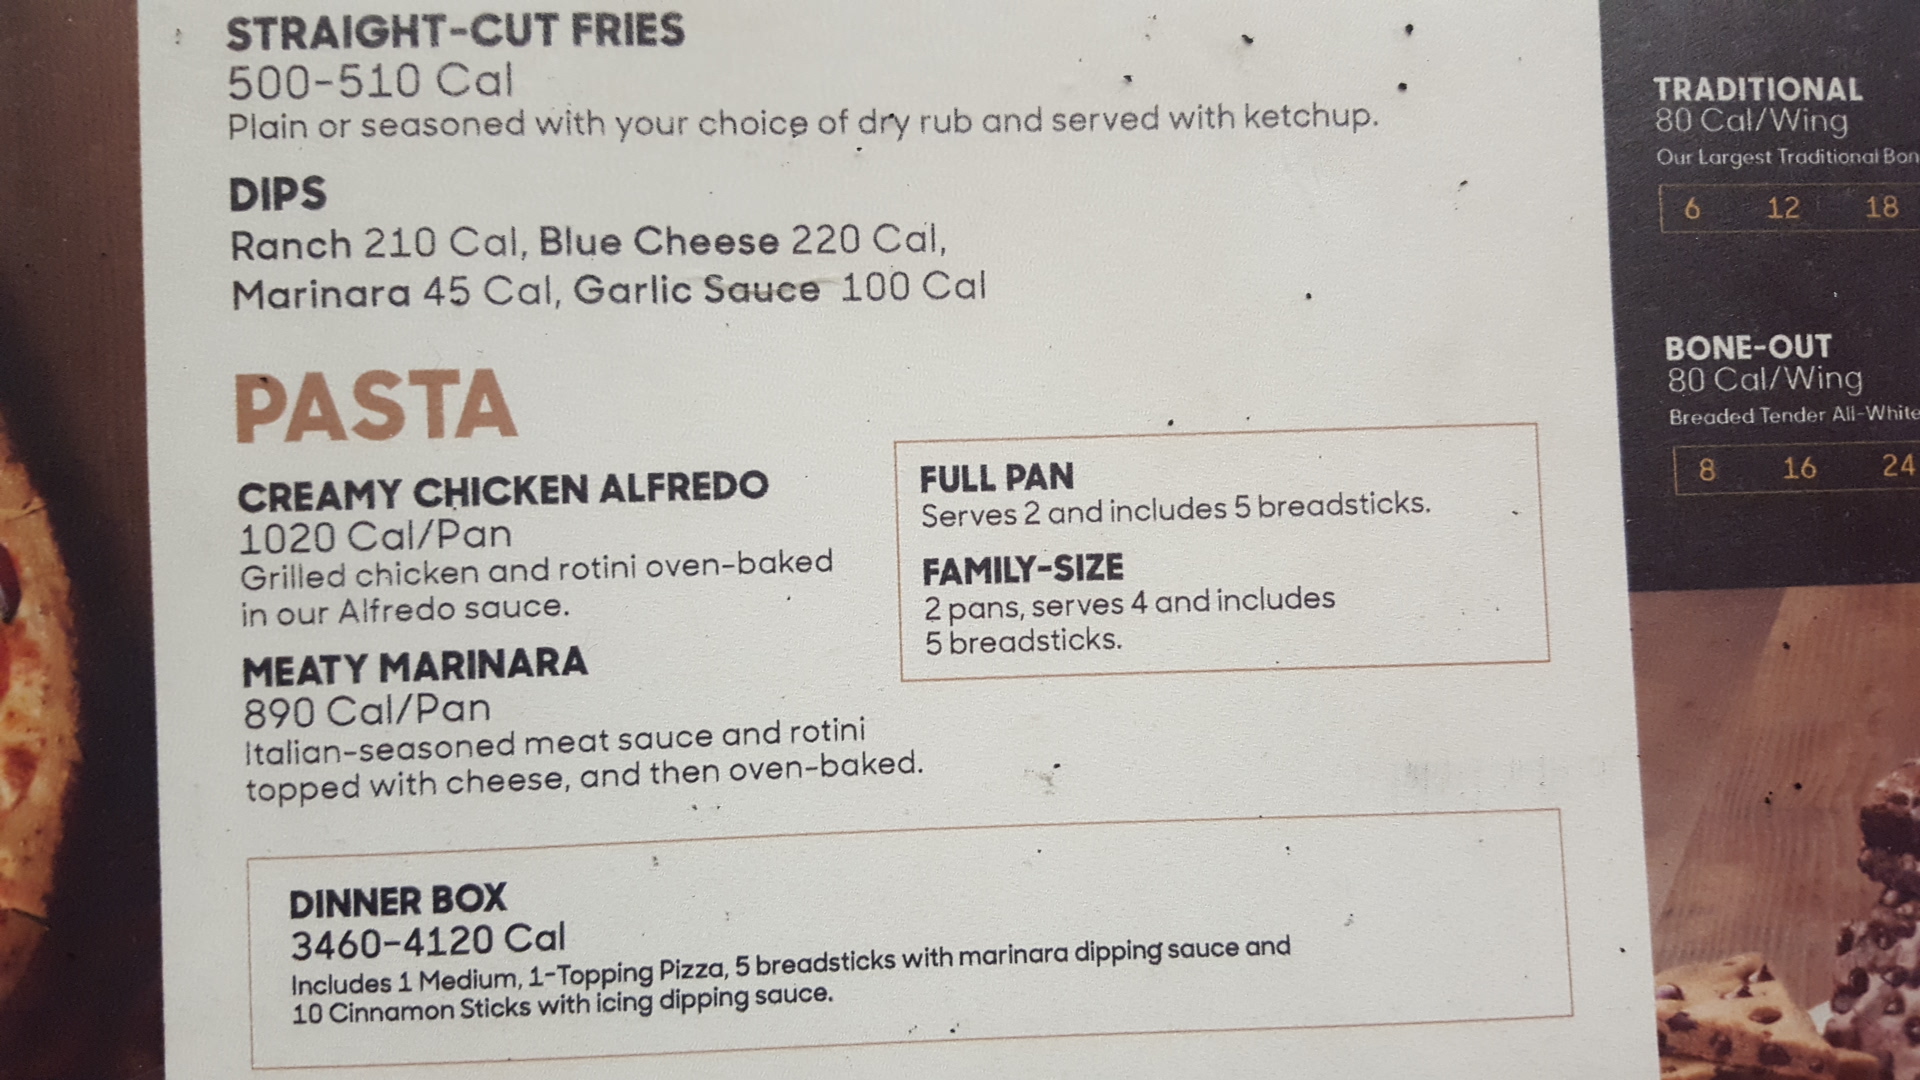 STRAIGHT-CUT FRIES
500-510 Cal
Plain or seasoned with your choice of dry rub and served with ketchup.
DIPS
Ranch 210 Cal, Blue Cheese 220 Cal,
Marinara 45 Cal, Garlic Sauce 100 Cal
PASTA
CREAMY CHICKEN ALFREDO
1020 Cal/Pan
Grilled chicken and rotini oven-baked
in our Alfredo sauce.
MEATY MARINARA
890 Cal/Pan
Italian-seasoned meat sauce and rotini
topped with cheese, and then oven-baked.
FULL PAN
Serves 2 and includes 5 breadsticks.
FAMILY-SIZE
2 pans, serves 4 and includes
5 breadsticks.
DINNER BOX
3460-4120 Cal
Includes 1 Medium, 1-Topping Pizza, 5 breadsticks with marinara dipping sauce and
10 Cinnamon Sticks with icing dipping sauce.
TRADITIONAL
80 Cal/Wing
Our Largest Traditional Bon
6 12 18
BONE-OUT
80 Cal/Wing
Breaded Tender All-White
8 16 24